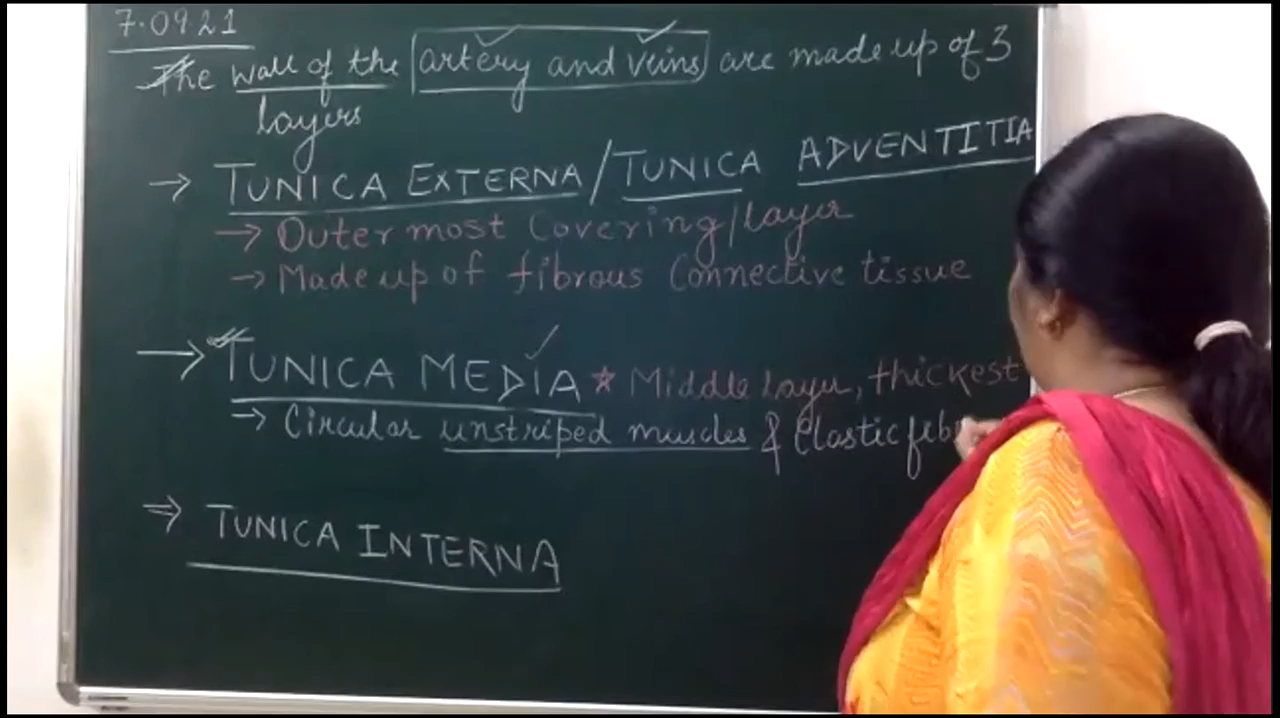 7.0921
The wall of the artery and veins are made up of 3
layers
→ TUNICA EXTERNA/TUNICA ADVENTITIA
→ Outer most Covering/layer
→ Made up of fibrous Connective tissue
→ TUNICA MEDIA * Middle layer, thickest
→ Circular unstriped muscles & Elastic fib
⇒ TUNICA INTERNA